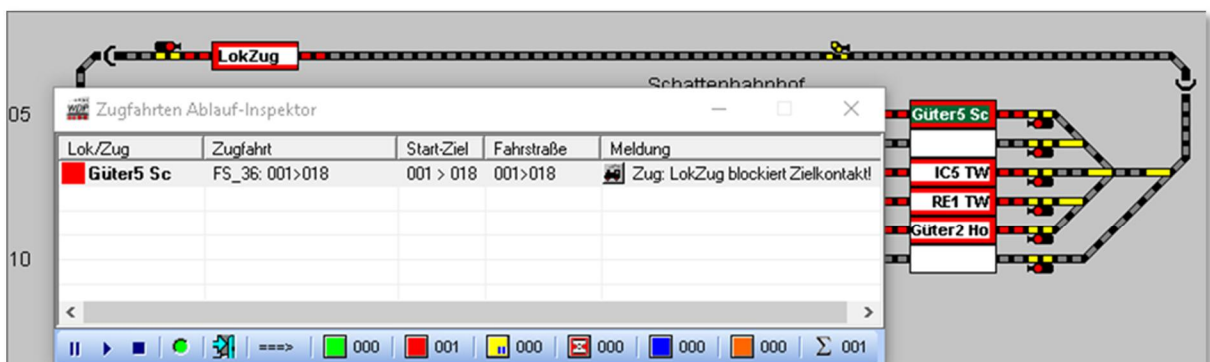 LokZug
Schattenbahnhof
05
WDP Zugfahrten Ablauf-Inspektor
Güter5 Sc
Lok/Zug Zugfahrt Start-Ziel Fahrstraße Meldung
Güter5 Sc FS_36: 001>018 001 > 018 001>018 Zug: LokZug blockiert Zielkontakt!
IC5 TW
RE1 TW
Güter2 Ho
10
===> 000 001 000 000 000 000 Σ 001